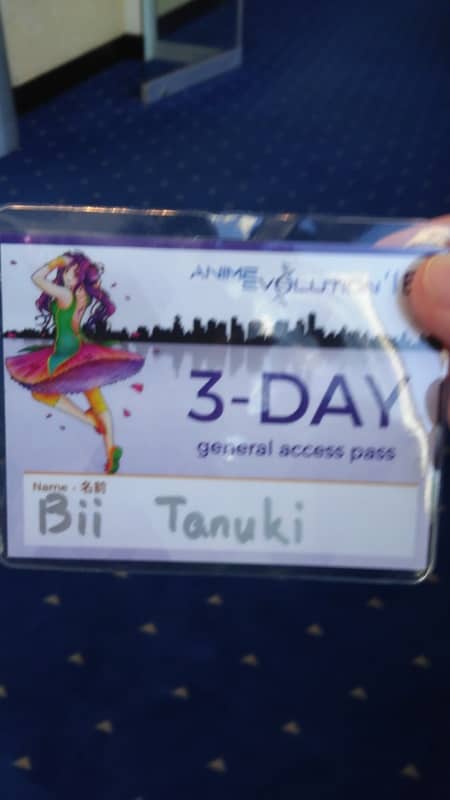 ANIME
EVOLUTION
3-DAY
general access pass
Name - 名前
Bii Tanuki